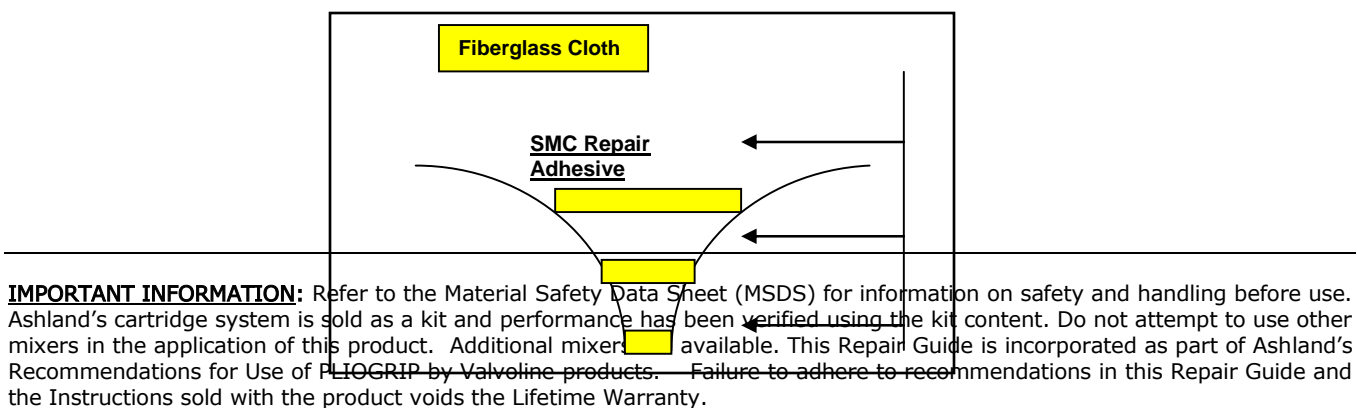 Fiberglass Cloth
SMC Repair
Adhesive
IMPORTANT INFORMATION: Refer to the Material Safety Data Sheet (MSDS) for information on safety and handling before use.
Ashland’s cartridge system is sold as a kit and performance has been verified using the kit content. Do not attempt to use other
mixers in the application of this product. Additional mixers available. This Repair Guide is incorporated as part of Ashland’s
Recommendations for Use of PLIOGRIP by Valvoline products. Failure to adhere to recommendations in this Repair Guide and
the Instructions sold with the product voids the Lifetime Warranty.